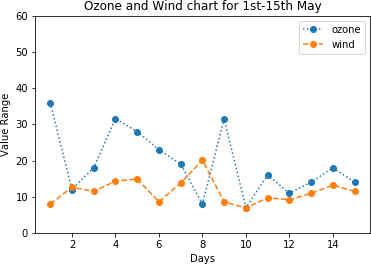 Ozone and Wind chart for 1st-15th May
60
50
40
30
20
10
0
Value Range
ozone
wind
2 4 6 8 10 12 14
Days